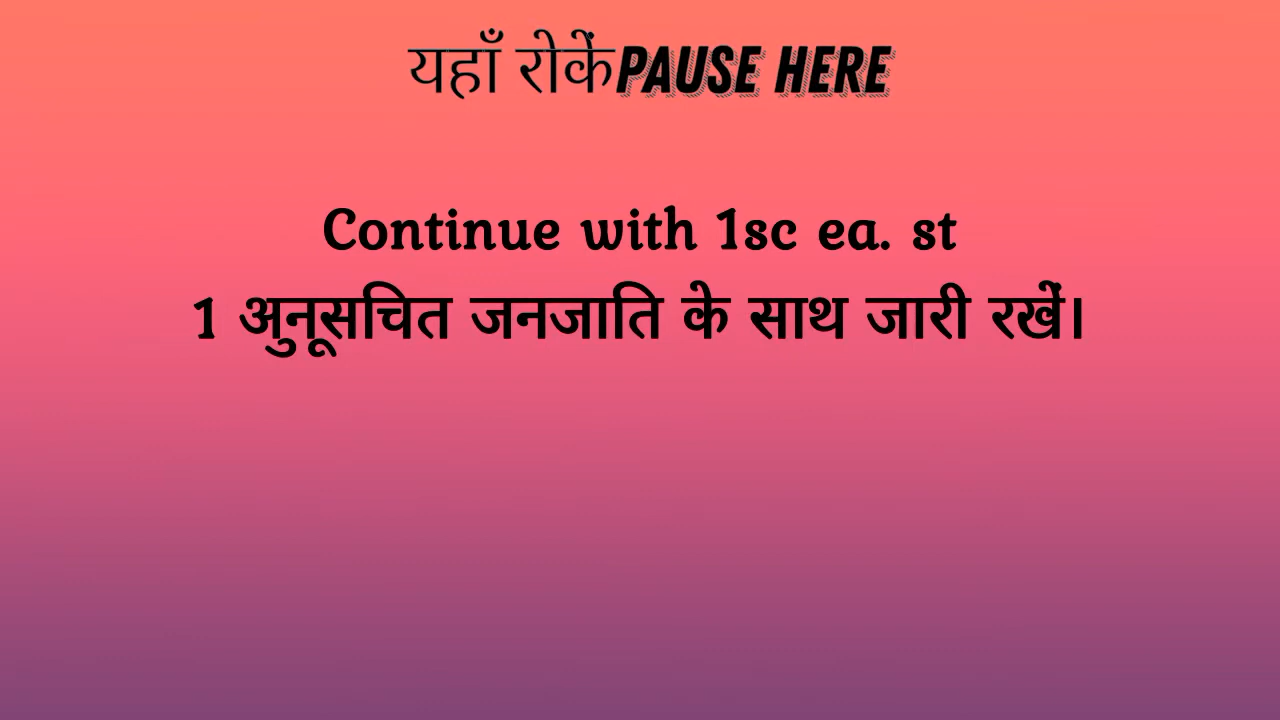 यहाँ रोकेंPAUSE HERE
Continue with 1sc ea. st
1 अनुसूचित जनजाति के साथ जारी रखें।